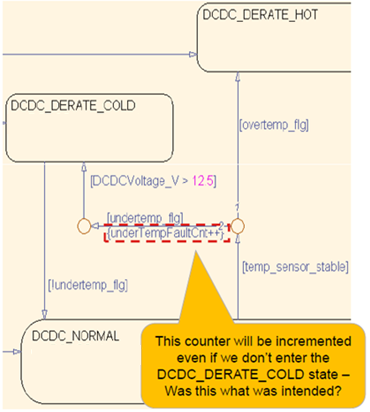 DCDC_DERATE_HOT
DCDC_DERATE_COLD
[overtemp_flg]
[DCDCVoltage_V > 12.5]
?
[undertemp_flg]
?
{underTempFaultCnt++}
[temp_sensor_stable]
[!undertemp_flg]
DCDC_NORMAL
This counter will be incremented
even if we don't enter the
DCDC_DERATE_COLD state –
Was this what was intended?